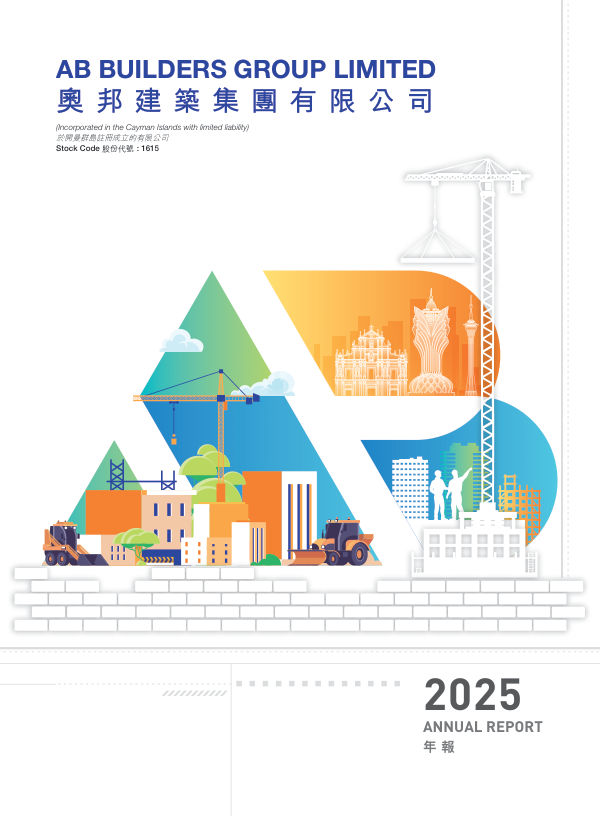 AB BUILDERS GROUP LIMITED
奧邦建築集團有限公司
(Incorporated in the Cayman Islands with limited liability)
於開曼群島註冊成立的有限公司
Stock Code 股份代號 : 1615
2025
ANNUAL REPORT
年報